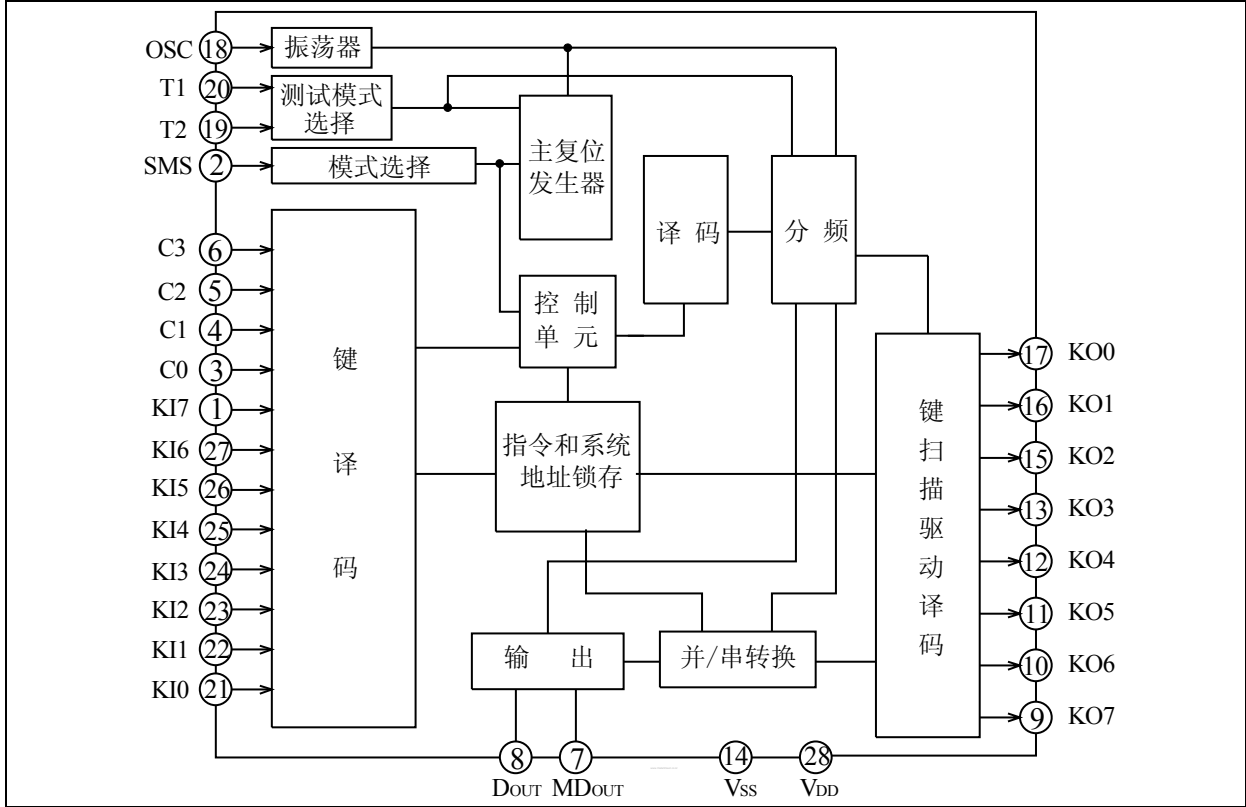 OSC 18 振荡器
T1 20 测试模式
选择
T2 19
SMS 2 模式选择
主复位
发生器
译 码
分 频
C3 6
C2 5
C1 4
C0 3
KI7 1
KI6 27
KI5 26
KI4 25
KI3 24
KI2 23
KI1 22
KI0 21
键
译
码
控 制
单 元
指令和系统
地址锁存
输 出
并/串转换
键
扫
描
驱
动
译
码
17 KO0
16 KO1
15 KO2
13 KO3
12 KO4
11 KO5
10 KO6
9 KO7
8 7 14 28
DOUT MDOUT VSS VDD